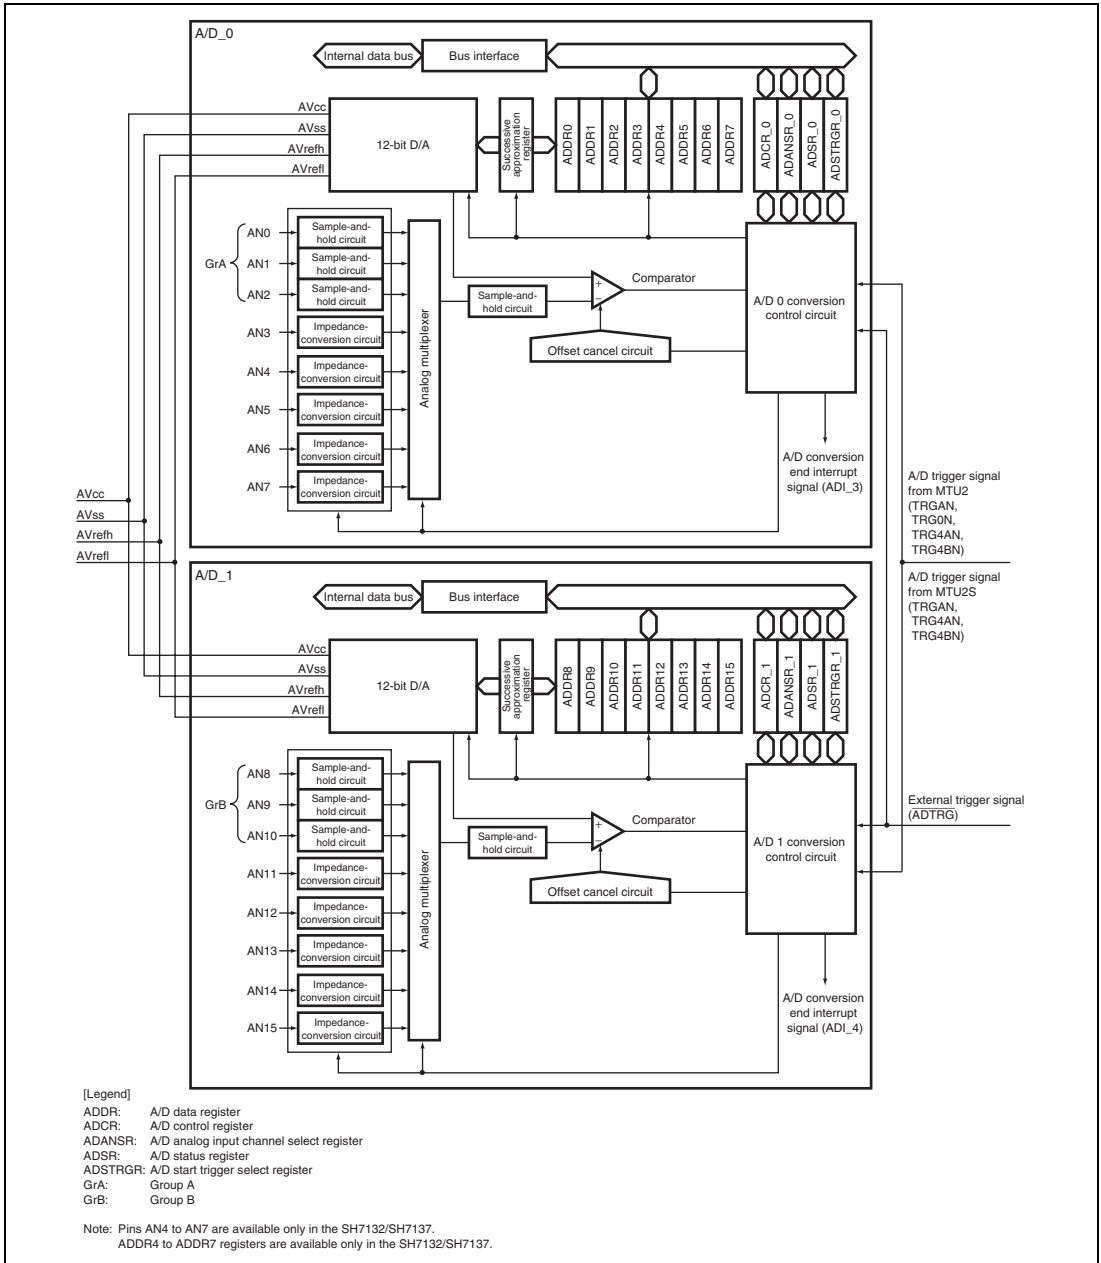 A/D_0
Internal data bus
Bus interface
AVcc
AVss
AVrefh
AVrefl
12-bit D/A
Successive
approximation
register
ADDR0
ADDR1
ADDR2
ADDR3
ADDR4
ADDR5
ADDR6
ADDR7
ADCR_0
ADANSR_0
ADSR_0
ADSTRGR_0
GrA
AN0
Sample-and-
hold circuit
AN1
Sample-and-
hold circuit
AN2
Sample-and-
hold circuit
AN3
Impedance-
conversion circuit
AN4
Impedance-
conversion circuit
AN5
Impedance-
conversion circuit
AN6
Impedance-
conversion circuit
AN7
Impedance-
conversion circuit
Analog multiplexer
Sample-and-
hold circuit
+
−
Comparator
Offset cancel circuit
A/D 0 conversion
control circuit
A/D conversion
end interrupt
signal (ADI_3)
AVcc
AVss
AVrefh
AVrefl
A/D trigger signal
from MTU2
(TRGAN,
TRG0N,
TRG4AN,
TRG4BN)
A/D trigger signal
from MTU2S
(TRGAN,
TRG4AN,
TRG4BN)
A/D_1
Internal data bus
Bus interface
AVcc
AVss
AVrefh
AVrefl
12-bit D/A
Successive
approximation
register
ADDR8
ADDR9
ADDR10
ADDR11
ADDR12
ADDR13
ADDR14
ADDR15
ADCR_1
ADANSR_1
ADSR_1
ADSTRGR_1
GrB
AN8
Sample-and-
hold circuit
AN9
Sample-and-
hold circuit
AN10
Sample-and-
hold circuit
AN11
Impedance-
conversion circuit
AN12
Impedance-
conversion circuit
AN13
Impedance-
conversion circuit
AN14
Impedance-
conversion circuit
AN15
Impedance-
conversion circuit
Analog multiplexer
Sample-and-
hold circuit
+
−
Comparator
Offset cancel circuit
A/D 1 conversion
control circuit
External trigger signal
(ADTRG)
A/D conversion
end interrupt
signal (ADI_4)
[Legend]
ADDR: A/D data register
ADCR: A/D control register
ADANSR: A/D analog input channel select register
ADSR: A/D status register
ADSTRGR: A/D start trigger select register
GrA: Group A
GrB: Group B
Note: Pins AN4 to AN7 are available only in the SH7132/SH7137.
ADDR4 to ADDR7 registers are available only in the SH7132/SH7137.